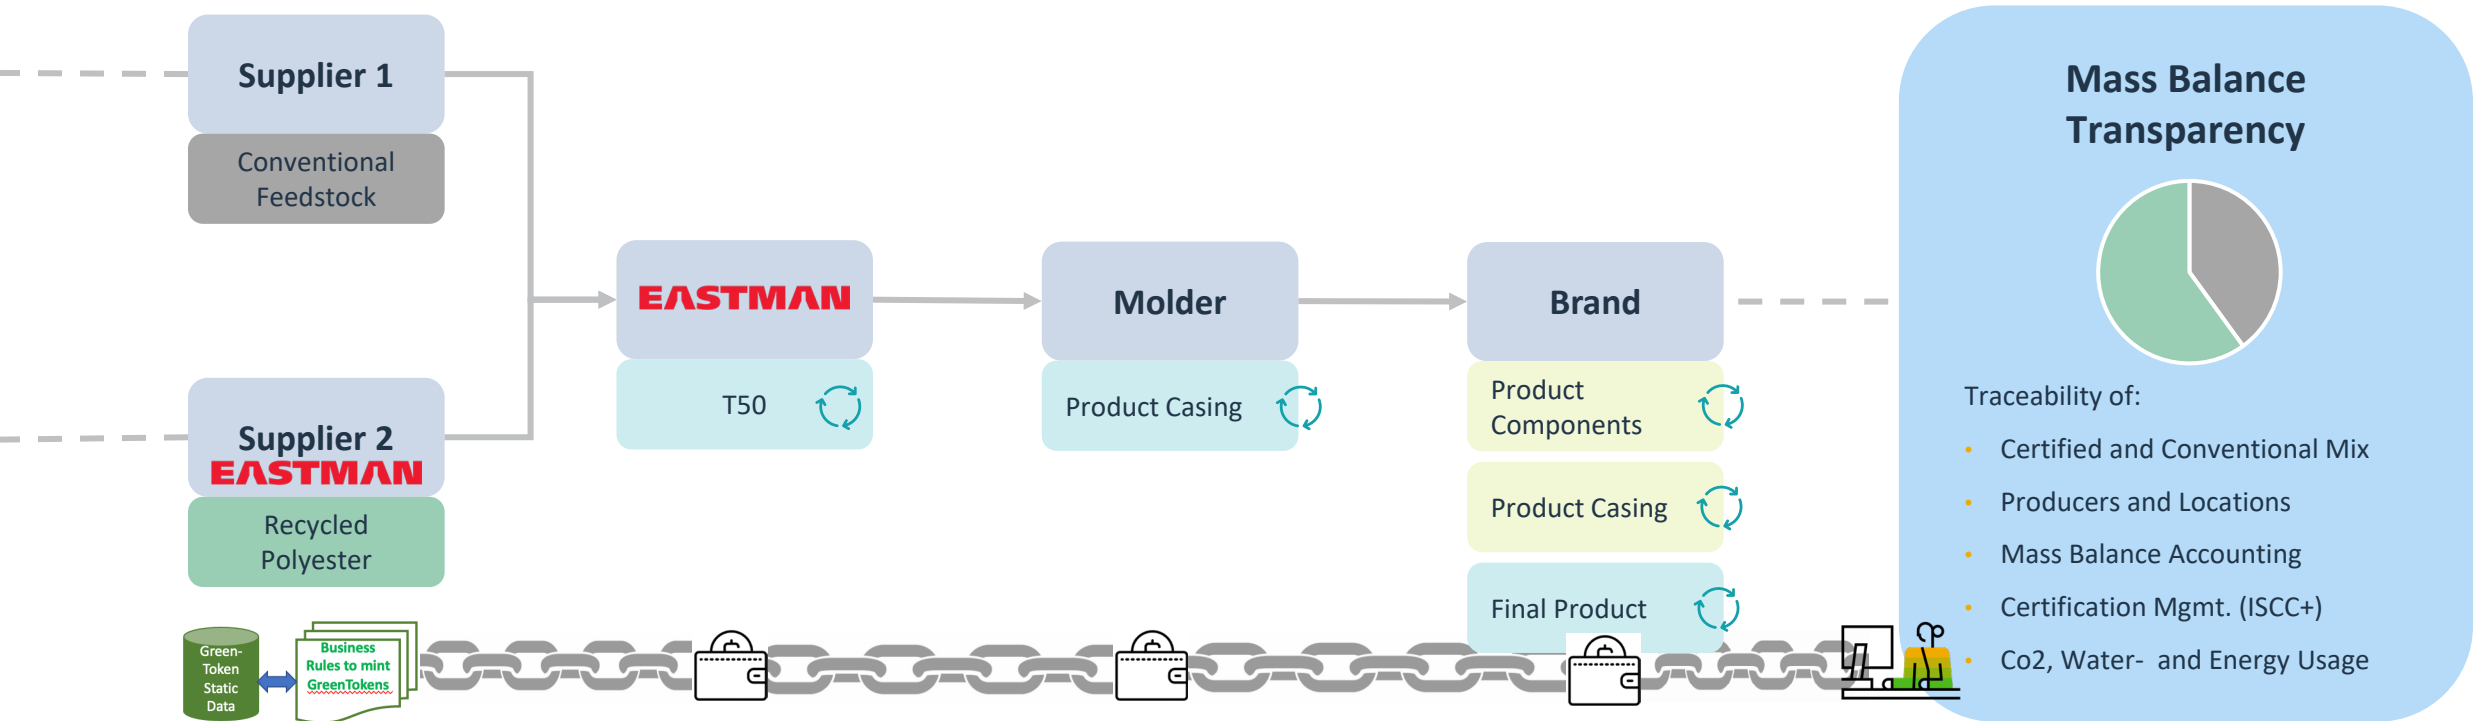 Supplier 1
Conventional
Feedstock
Supplier 2
EASTMAN
Recycled
Polyester
EASTMAN
T50
Molder
Product Casing
Brand
Product
Components
Product Casing
Final Product
Green-
Token
Static
Data
Business
Rules to mint
GreenTokens
Mass Balance
Transparency
Traceability of:
• Certified and Conventional Mix
• Producers and Locations
• Mass Balance Accounting
• Certification Mgmt. (ISCC+)
• Co2, Water- and Energy Usage